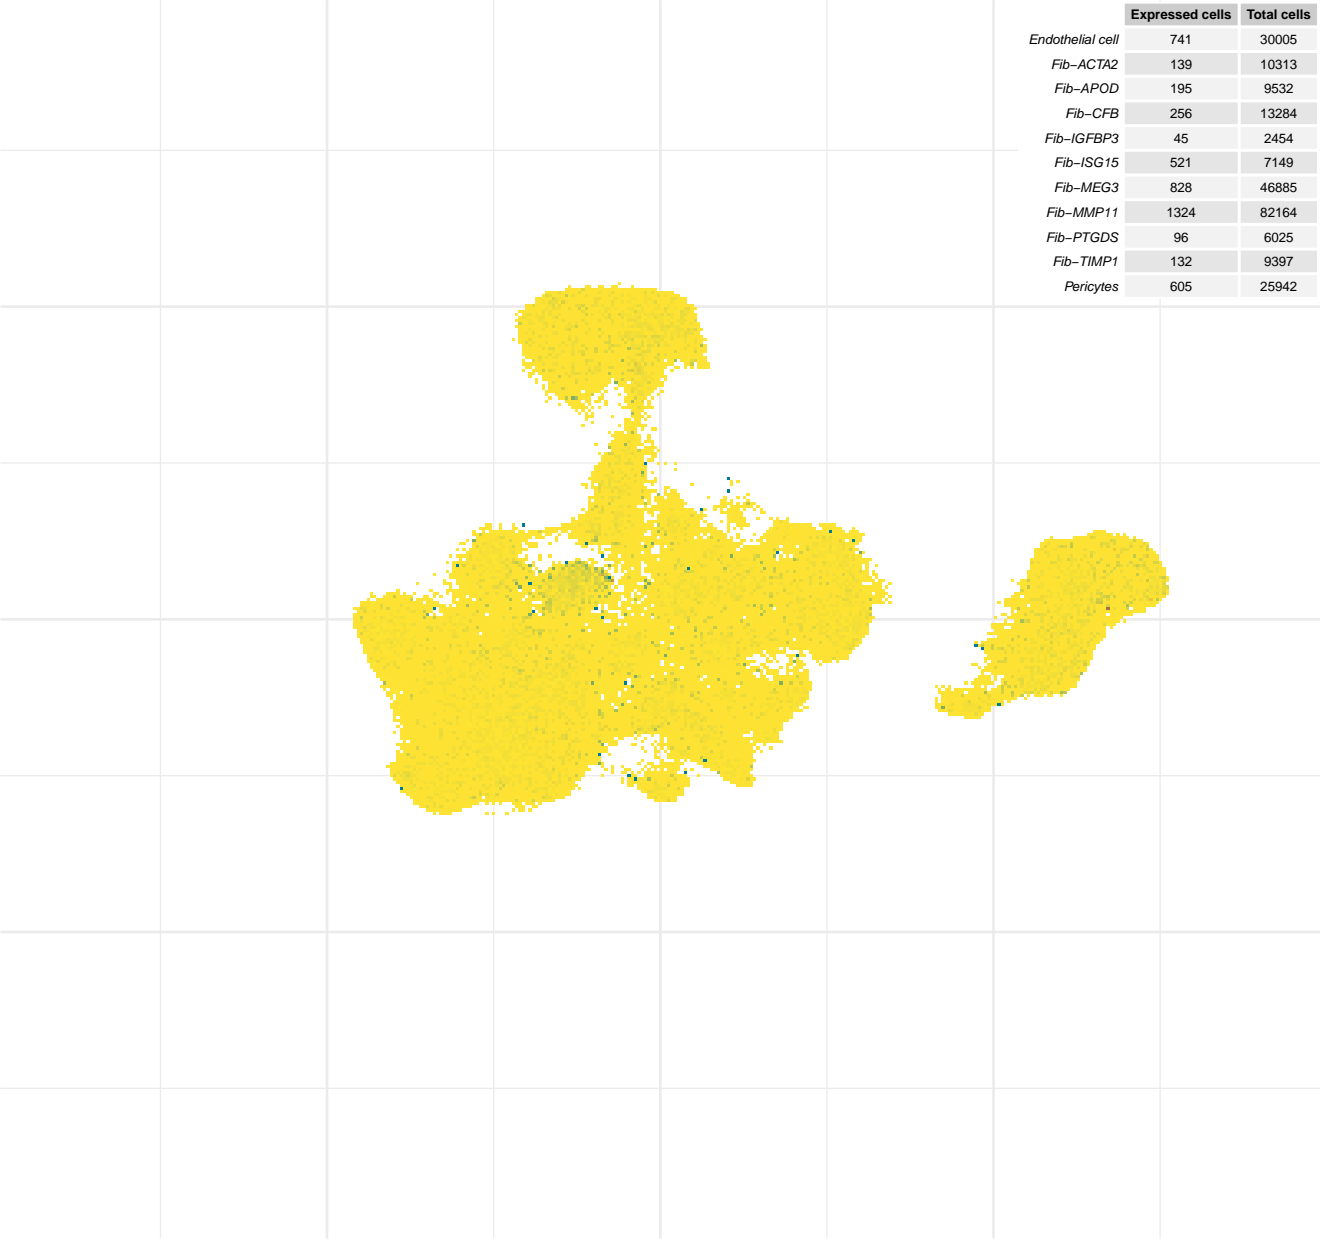 Expressed cells Total cells
Endothelial cell 741 30005
Fib−ACTA2 139 10313
Fib−APOD 195 9532
Fib−CFB 256 13284
Fib−IGFBP3 45 2454
Fib−ISG15 521 7149
Fib−MEG3 828 46885
Fib−MMP11 1324 82164
Fib−PTGDS 96 6025
Fib−TIMP1 132 9397
Pericytes 605 25942